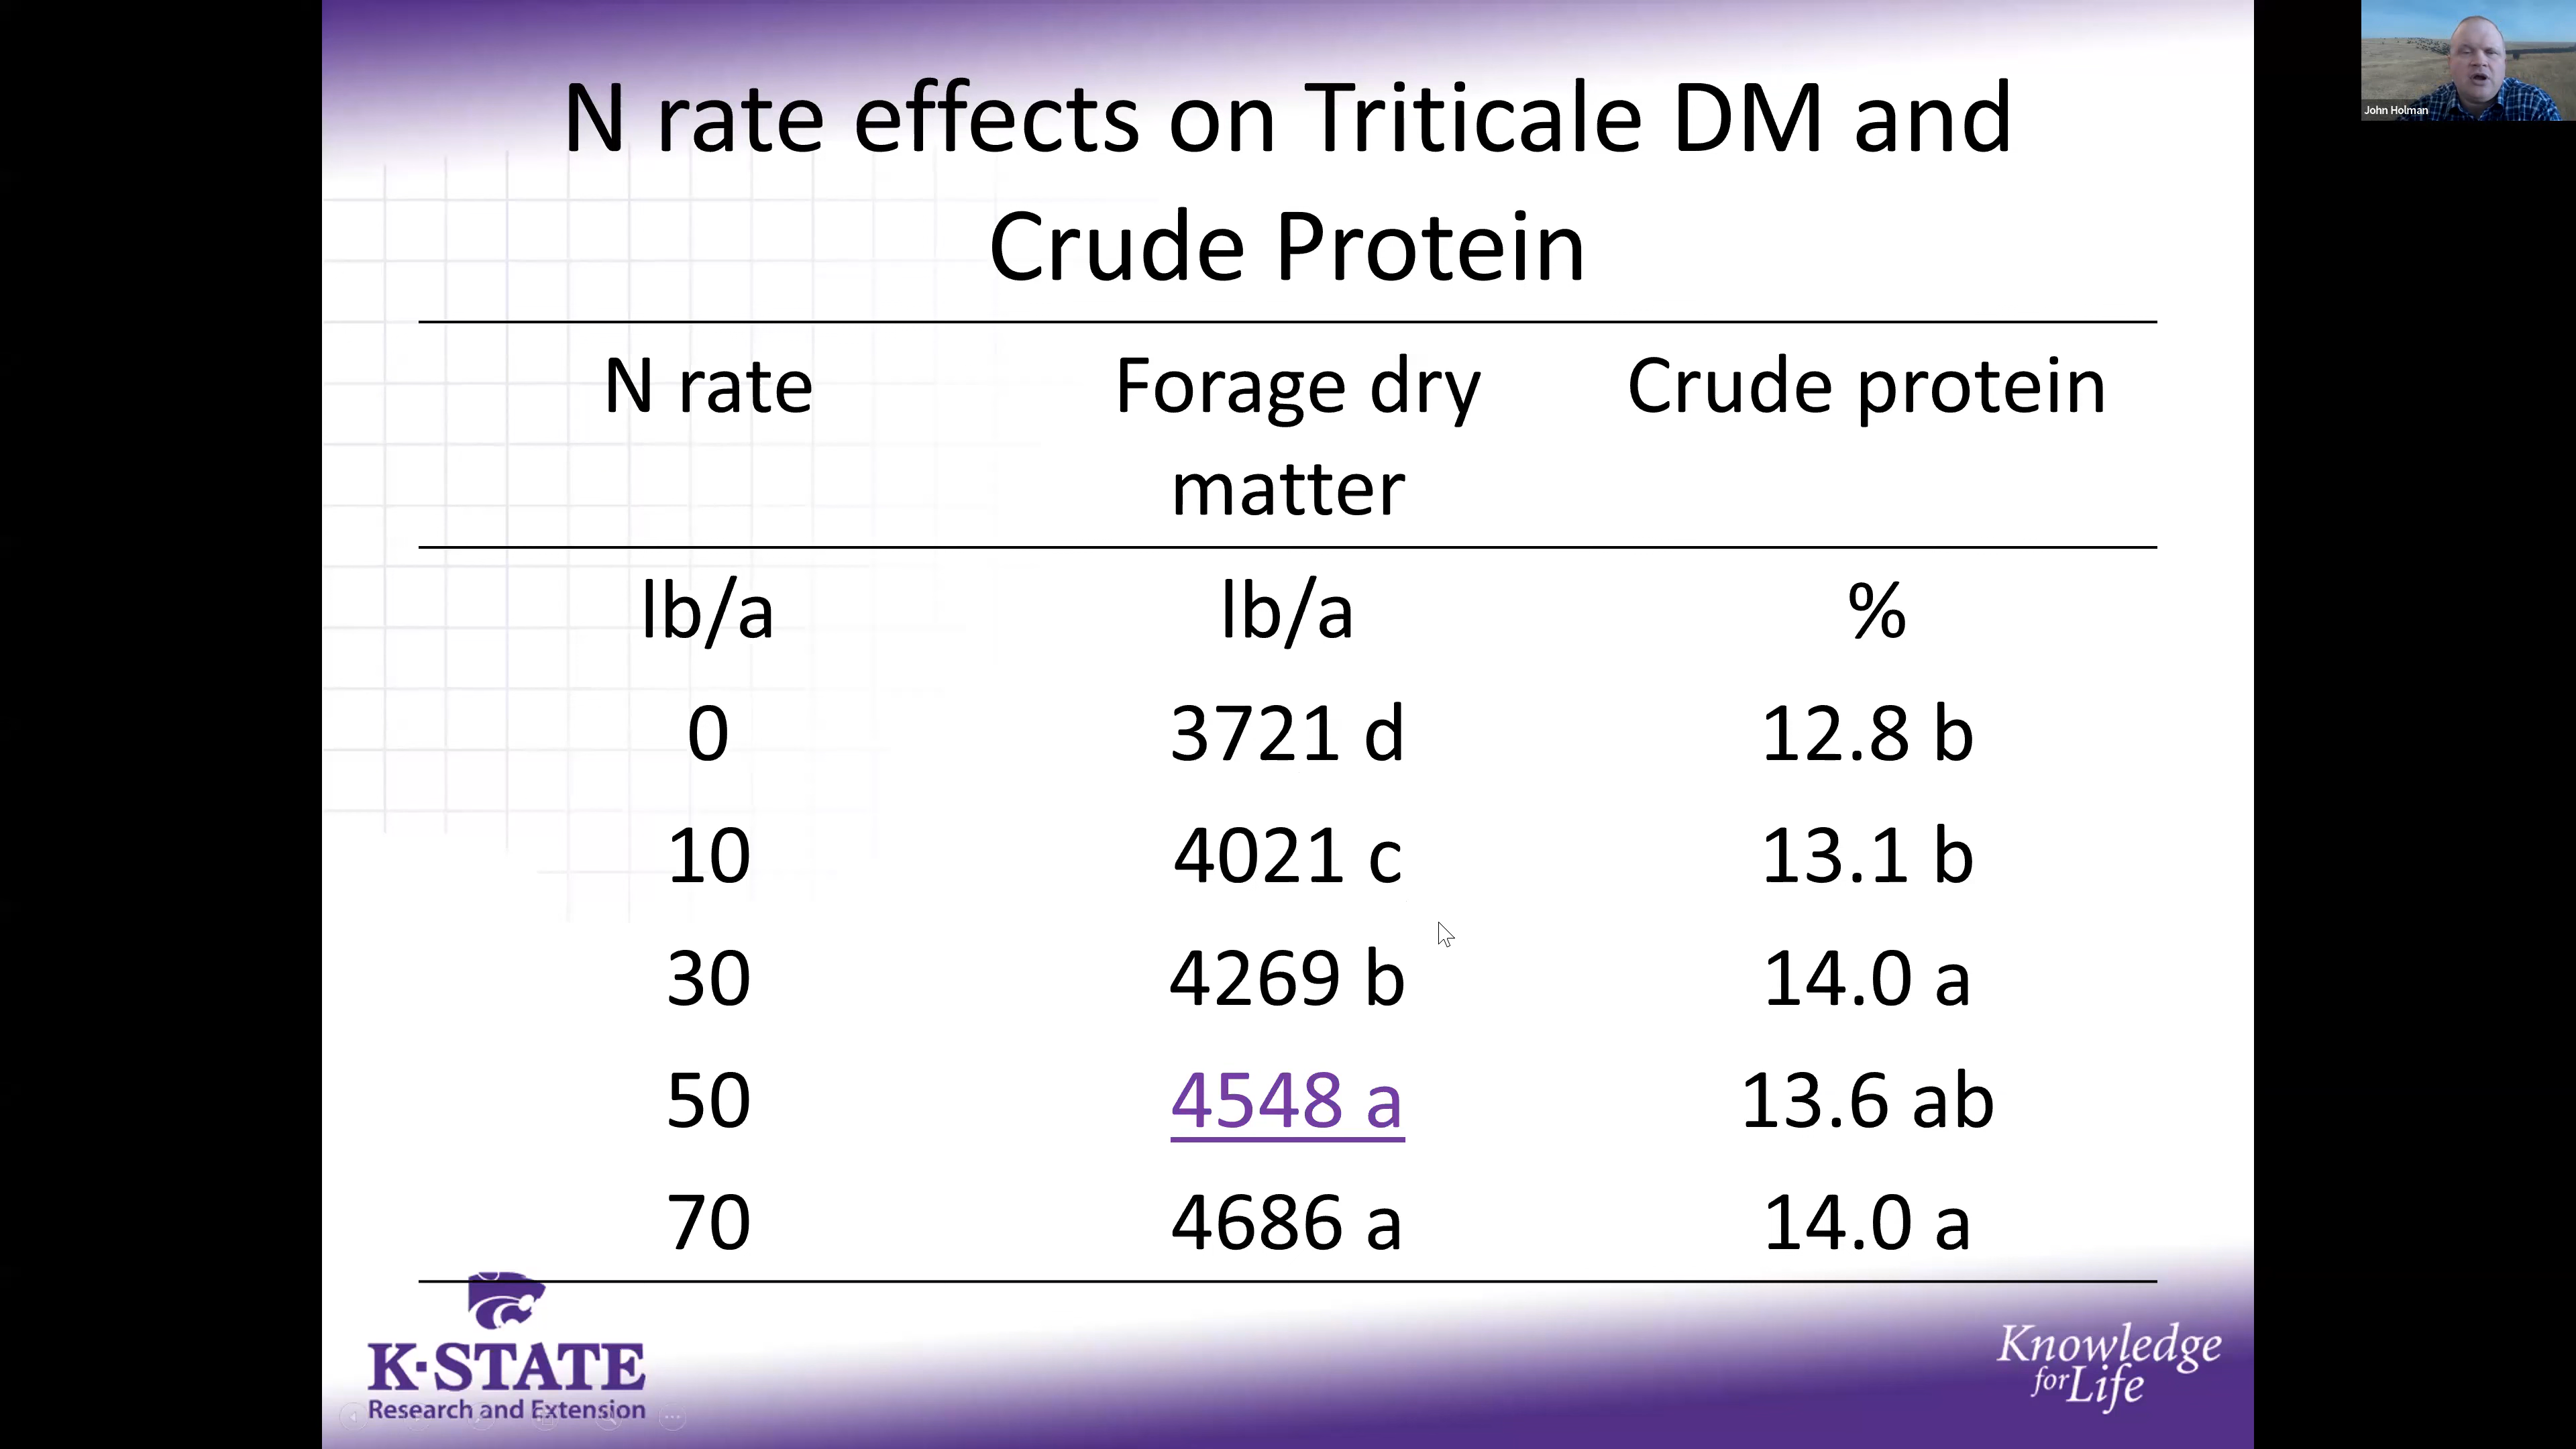 N rate effects on Triticale DM and
Crude Protein
N rate Forage dry matter Crude protein
lb/a lb/a %
0 3721 d 12.8 b
10 4021 c 13.1 b
30 4269 b 14.0 a
50 4548 a 13.6 ab
70 4686 a 14.0 a
K-STATE
Research and Extension
Knowledge
for Life
John Holman